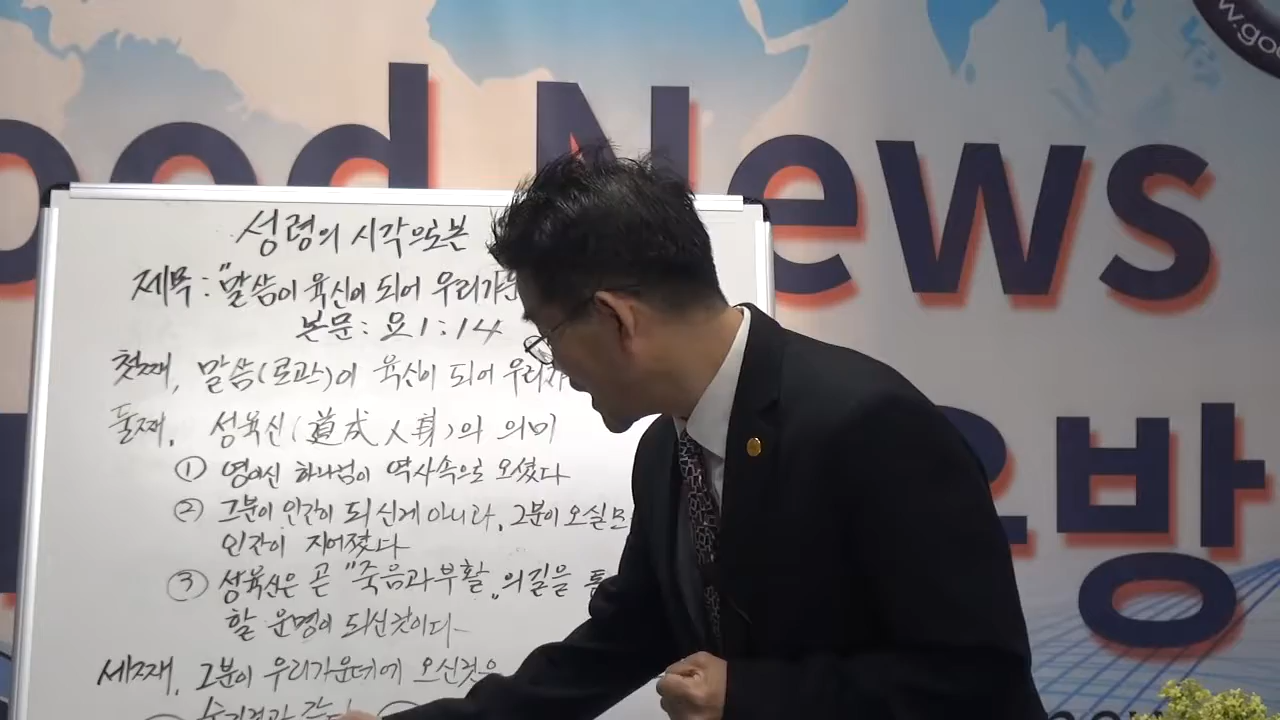 w.goo
Good News
방
성령의 시각으로본
제목 : "말씀이 육신이 되어 우리가운
본문 : 요 1 : 14
첫째, 말씀(로고스)이 육신이 되어 우리가
둘째, 성육신(道成人身)의 의미
① 영이신 하나님이 역사속으로 오셨다
② 그분이 인간이 되신게 아니라, 그분이 오실 모
인간이 지어졌다
③ 성육신은 곧 "죽음과 부활"의 길을 통
할 운명이 되신것이다
세째, 그분이 우리가운데에 오신것은